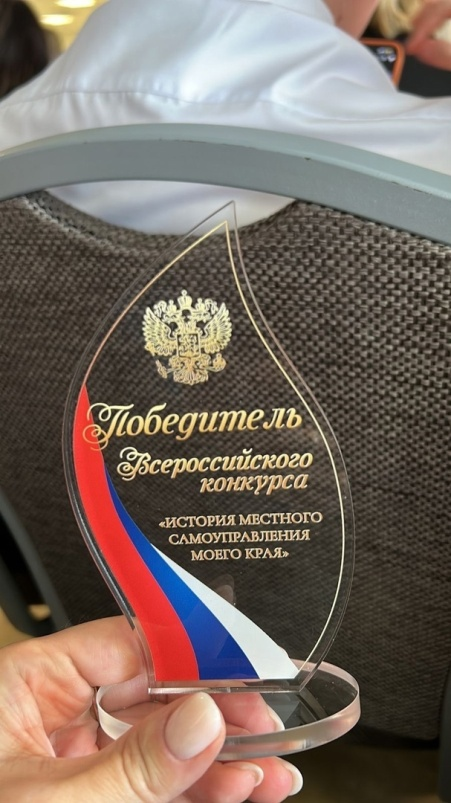 Победитель
Всероссийского
конкурса
«ИСТОРИЯ МЕСТНОГО
САМОУПРАВЛЕНИЯ
МОЕГО КРАЯ»